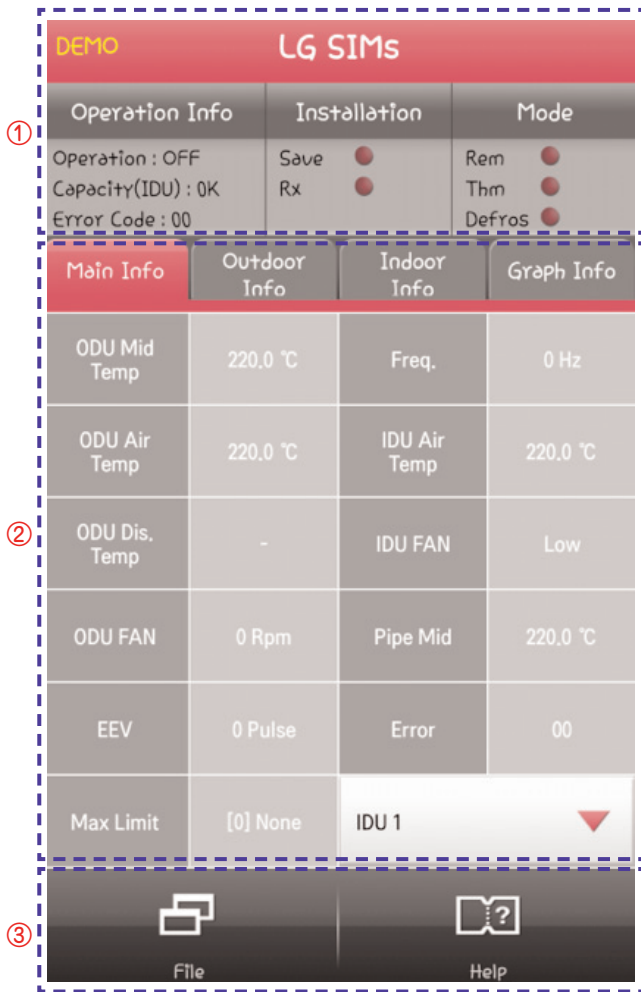 DEMO LG SIMs
①
Operation Info Installation Mode
Operation : OFF Save Rem
Capacity(IDU) : 0K Rx Thm
Error Code : 00 Defros
②
Main Info Outdoor Info Indoor Info Graph Info
ODU Mid Temp 220.0 ℃ Freq. 0 Hz
ODU Air Temp 220.0 ℃ IDU Air Temp 220.0 ℃
ODU Dis. Temp - IDU FAN Low
ODU FAN 0 Rpm Pipe Mid 220.0 ℃
EEV 0 Pulse Error 00
Max Limit [0] None IDU 1
③
?
File Help